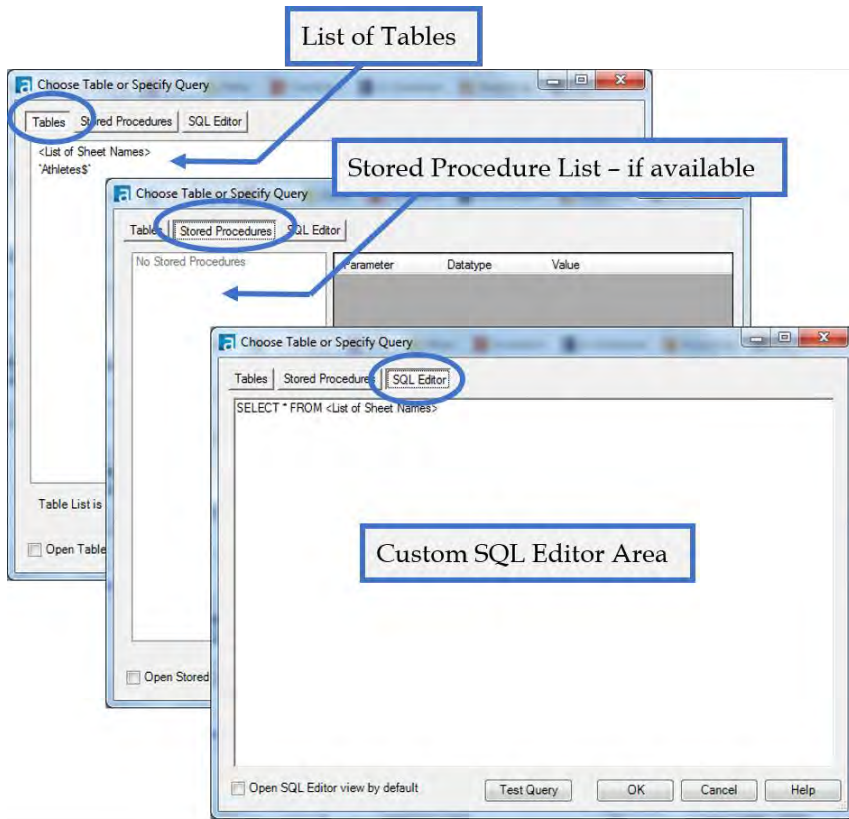 List of Tables
Choose Table or Specify Query
Tables Stored Procedures SQL Editor
<List of Sheet Names>
'Athletes$'
Stored Procedure List – if available
Choose Table or Specify Query
Tables Stored Procedures SQL Editor
No Stored Procedures
Parameter Datatype Value
Choose Table or Specify Query
Tables Stored Procedures SQL Editor
SELECT * FROM <List of Sheet Names>
Table List is
Custom SQL Editor Area
Open Table
Open Stored
Open SQL Editor view by default Test Query OK Cancel Help